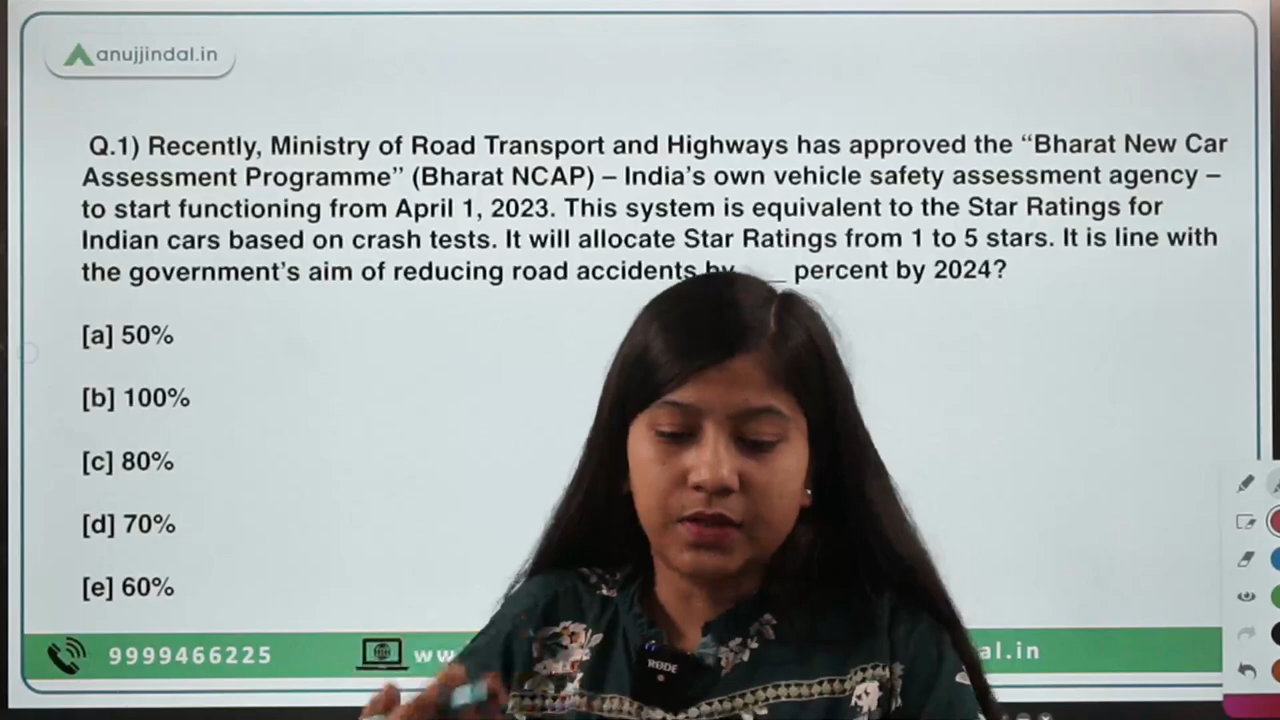 anujjindal.in
Q.1) Recently, Ministry of Road Transport and Highways has approved the “Bharat New Car
Assessment Programme” (Bharat NCAP) – India’s own vehicle safety assessment agency –
to start functioning from April 1, 2023. This system is equivalent to the Star Ratings for
Indian cars based on crash tests. It will allocate Star Ratings from 1 to 5 stars. It is line with
the government’s aim of reducing road accidents by ___ percent by 2024?
[a] 50%
[b] 100%
[c] 80%
[d] 70%
[e] 60%
9999466225
RØDE